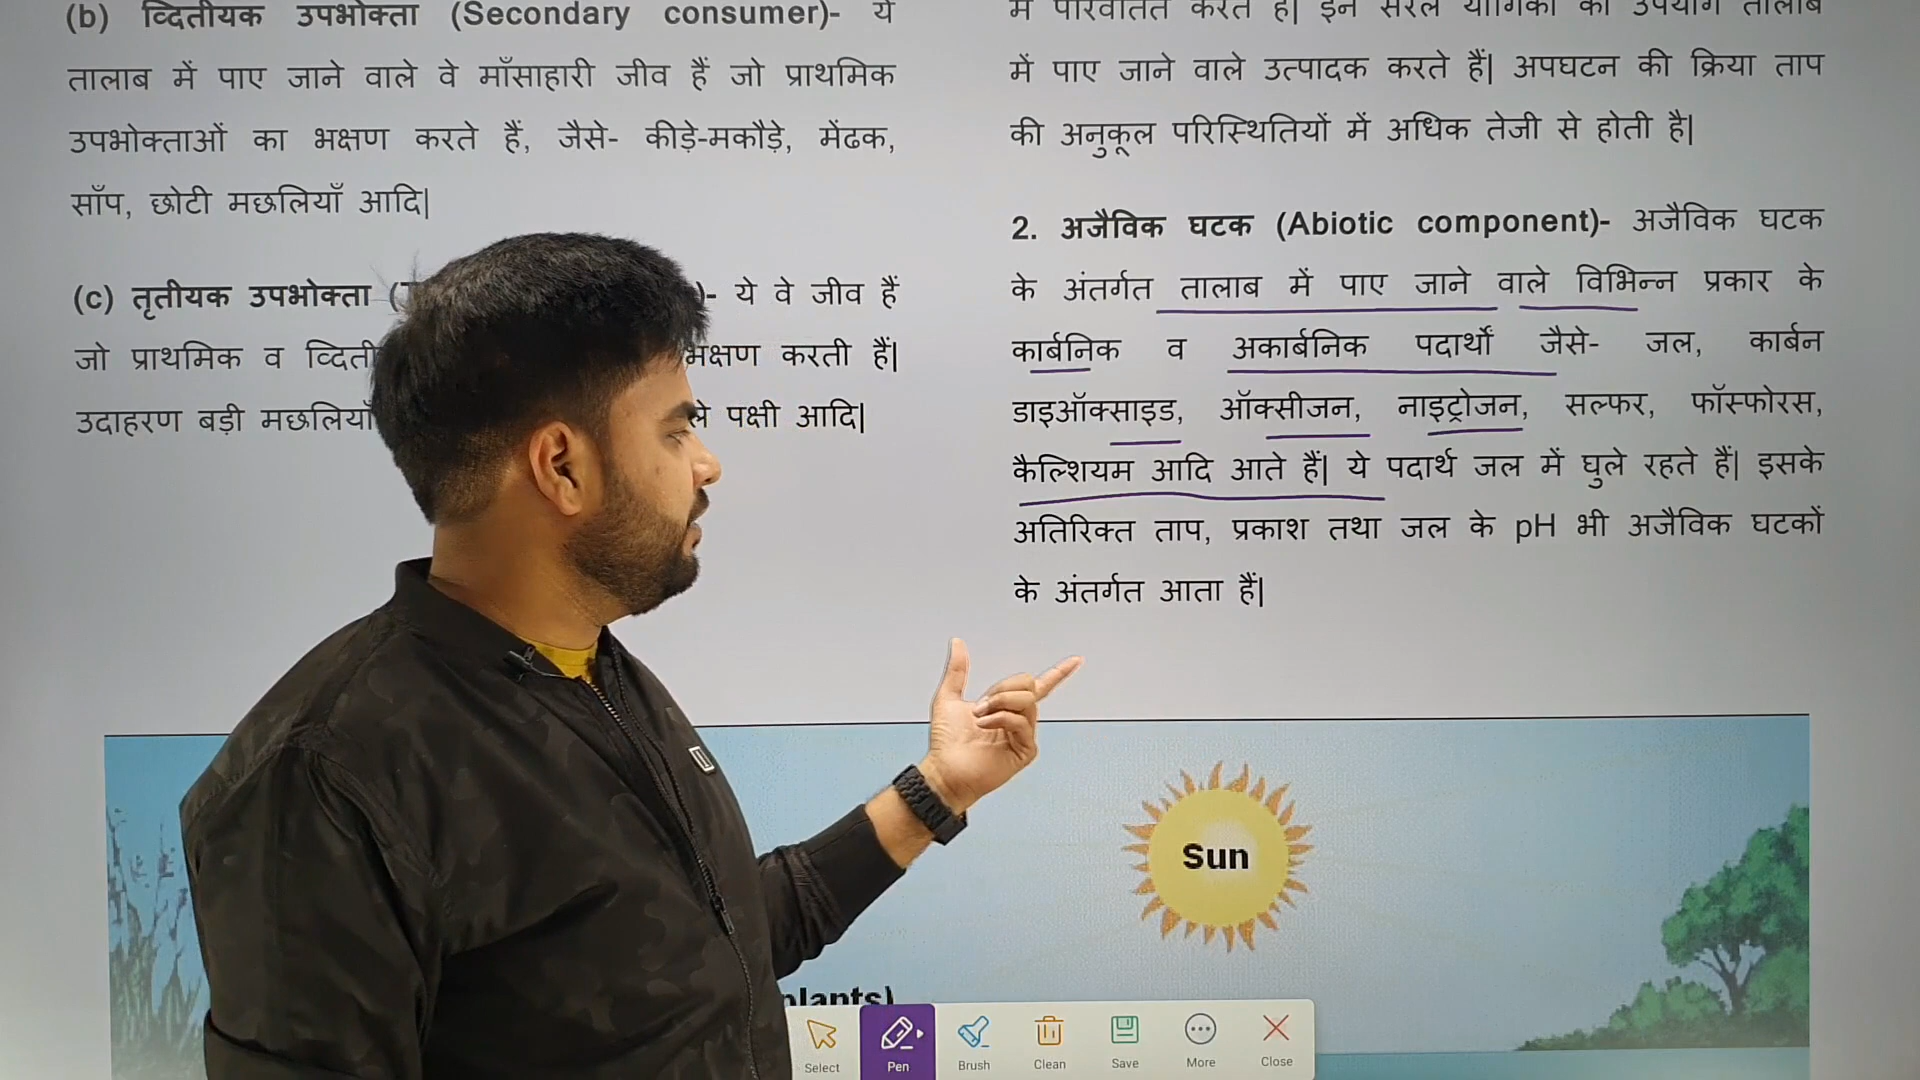 (b) व्दितीयक उपभोक्ता (Secondary consumer)- ये
तालाब में पाए जाने वाले वे माँसाहारी जीव हैं जो प्राथमिक
उपभोक्ताओं का भक्षण करते हैं, जैसे- कीड़े-मकौड़े, मेंढक,
साँप, छोटी मछलियाँ आदि|
(c) तृतीयक उपभोक्ता )- ये वे जीव हैं
जो प्राथमिक व भक्षण करती हैं|
उदाहरण बड़ी मछलियाँ पक्षी आदि|
में परिवर्तित करते हैं| इन सरल यौगिकों का उपयोग तालाब
में पाए जाने वाले उत्पादक करते हैं| अपघटन की क्रिया ताप
की अनुकूल परिस्थितियों में अधिक तेजी से होती है|
2. अजैविक घटक (Abiotic component)- अजैविक घटक
के अंतर्गत तालाब में पाए जाने वाले विभिन्न प्रकार के
कार्बनिक व अकार्बनिक पदार्थों जैसे- जल, कार्बन
डाइऑक्साइड, ऑक्सीजन, नाइट्रोजन, सल्फर, फॉस्फोरस,
कैल्शियम आदि आते हैं| ये पदार्थ जल में घुले रहते हैं| इसके
अतिरिक्त ताप, प्रकाश तथा जल के pH भी अजैविक घटकों
के अंतर्गत आता हैं|
Sun
plants)
Select Pen Brush Clean Save More Close